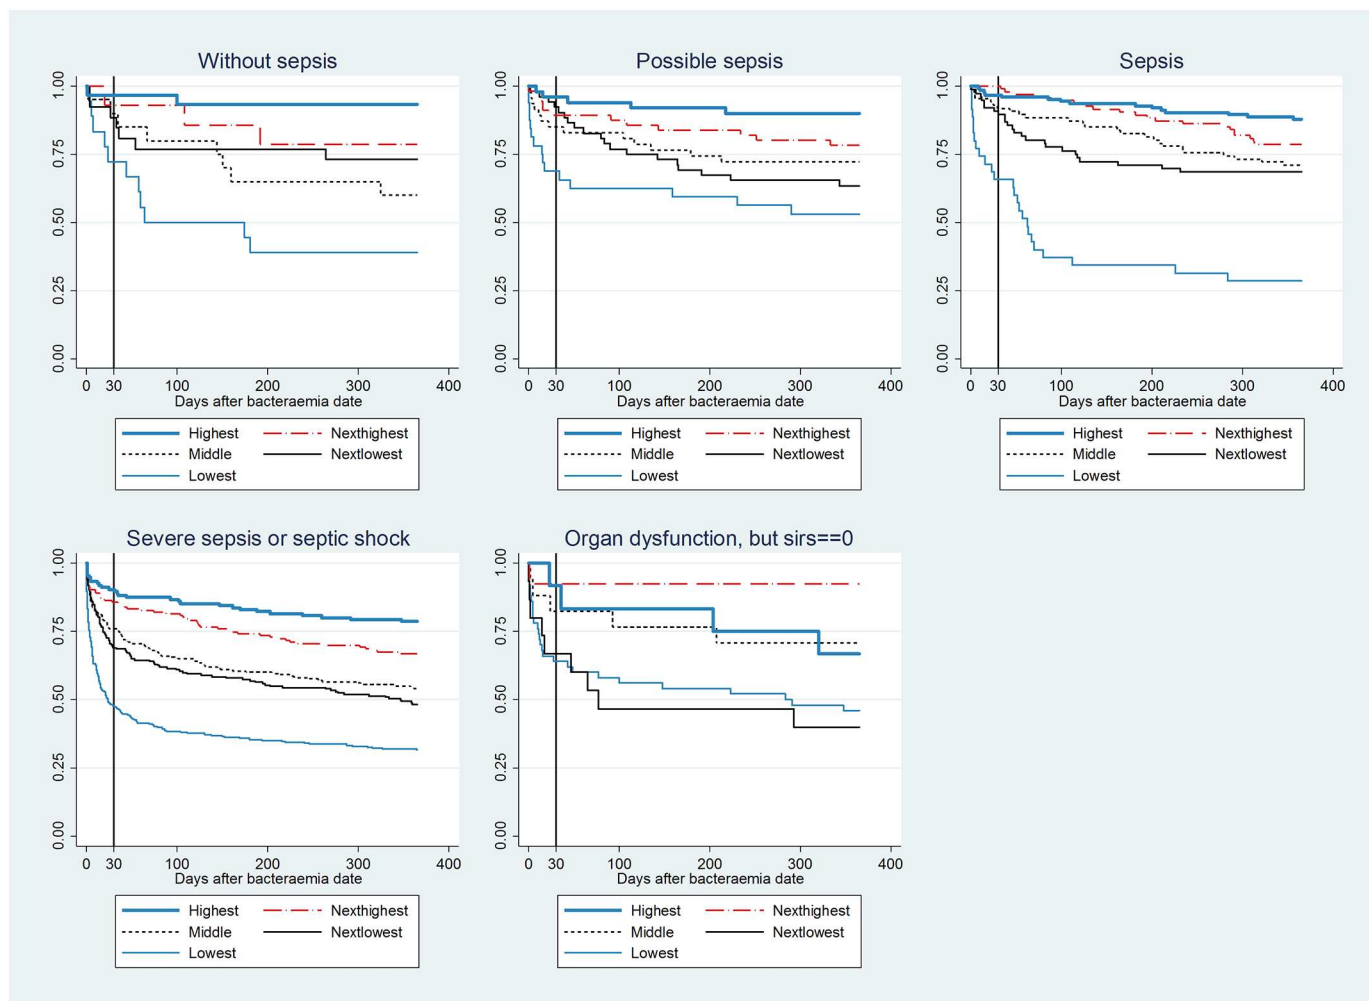 Without sepsis
1.00
0.75
0.50
0.25
0.00
0 30 100 200 300 400
Days after bacteraemia date
Highest Nexthighest
Middle Nextlowest
Lowest
Possible sepsis
1.00
0.75
0.50
0.25
0.00
0 30 100 200 300 400
Days after bacteraemia date
Highest Nexthighest
Middle Nextlowest
Lowest
Sepsis
1.00
0.75
0.50
0.25
0.00
0 30 100 200 300 400
Days after bacteraemia date
Highest Nexthighest
Middle Nextlowest
Lowest
Severe sepsis or septic shock
1.00
0.75
0.50
0.25
0.00
0 30 100 200 300 400
Days after bacteraemia date
Highest Nexthighest
Middle Nextlowest
Lowest
Organ dysfunction, but sirs==0
1.00
0.75
0.50
0.25
0.00
0 30 100 200 300 400
Days after bacteraemia date
Highest Nexthighest
Middle Nextlowest
Lowest